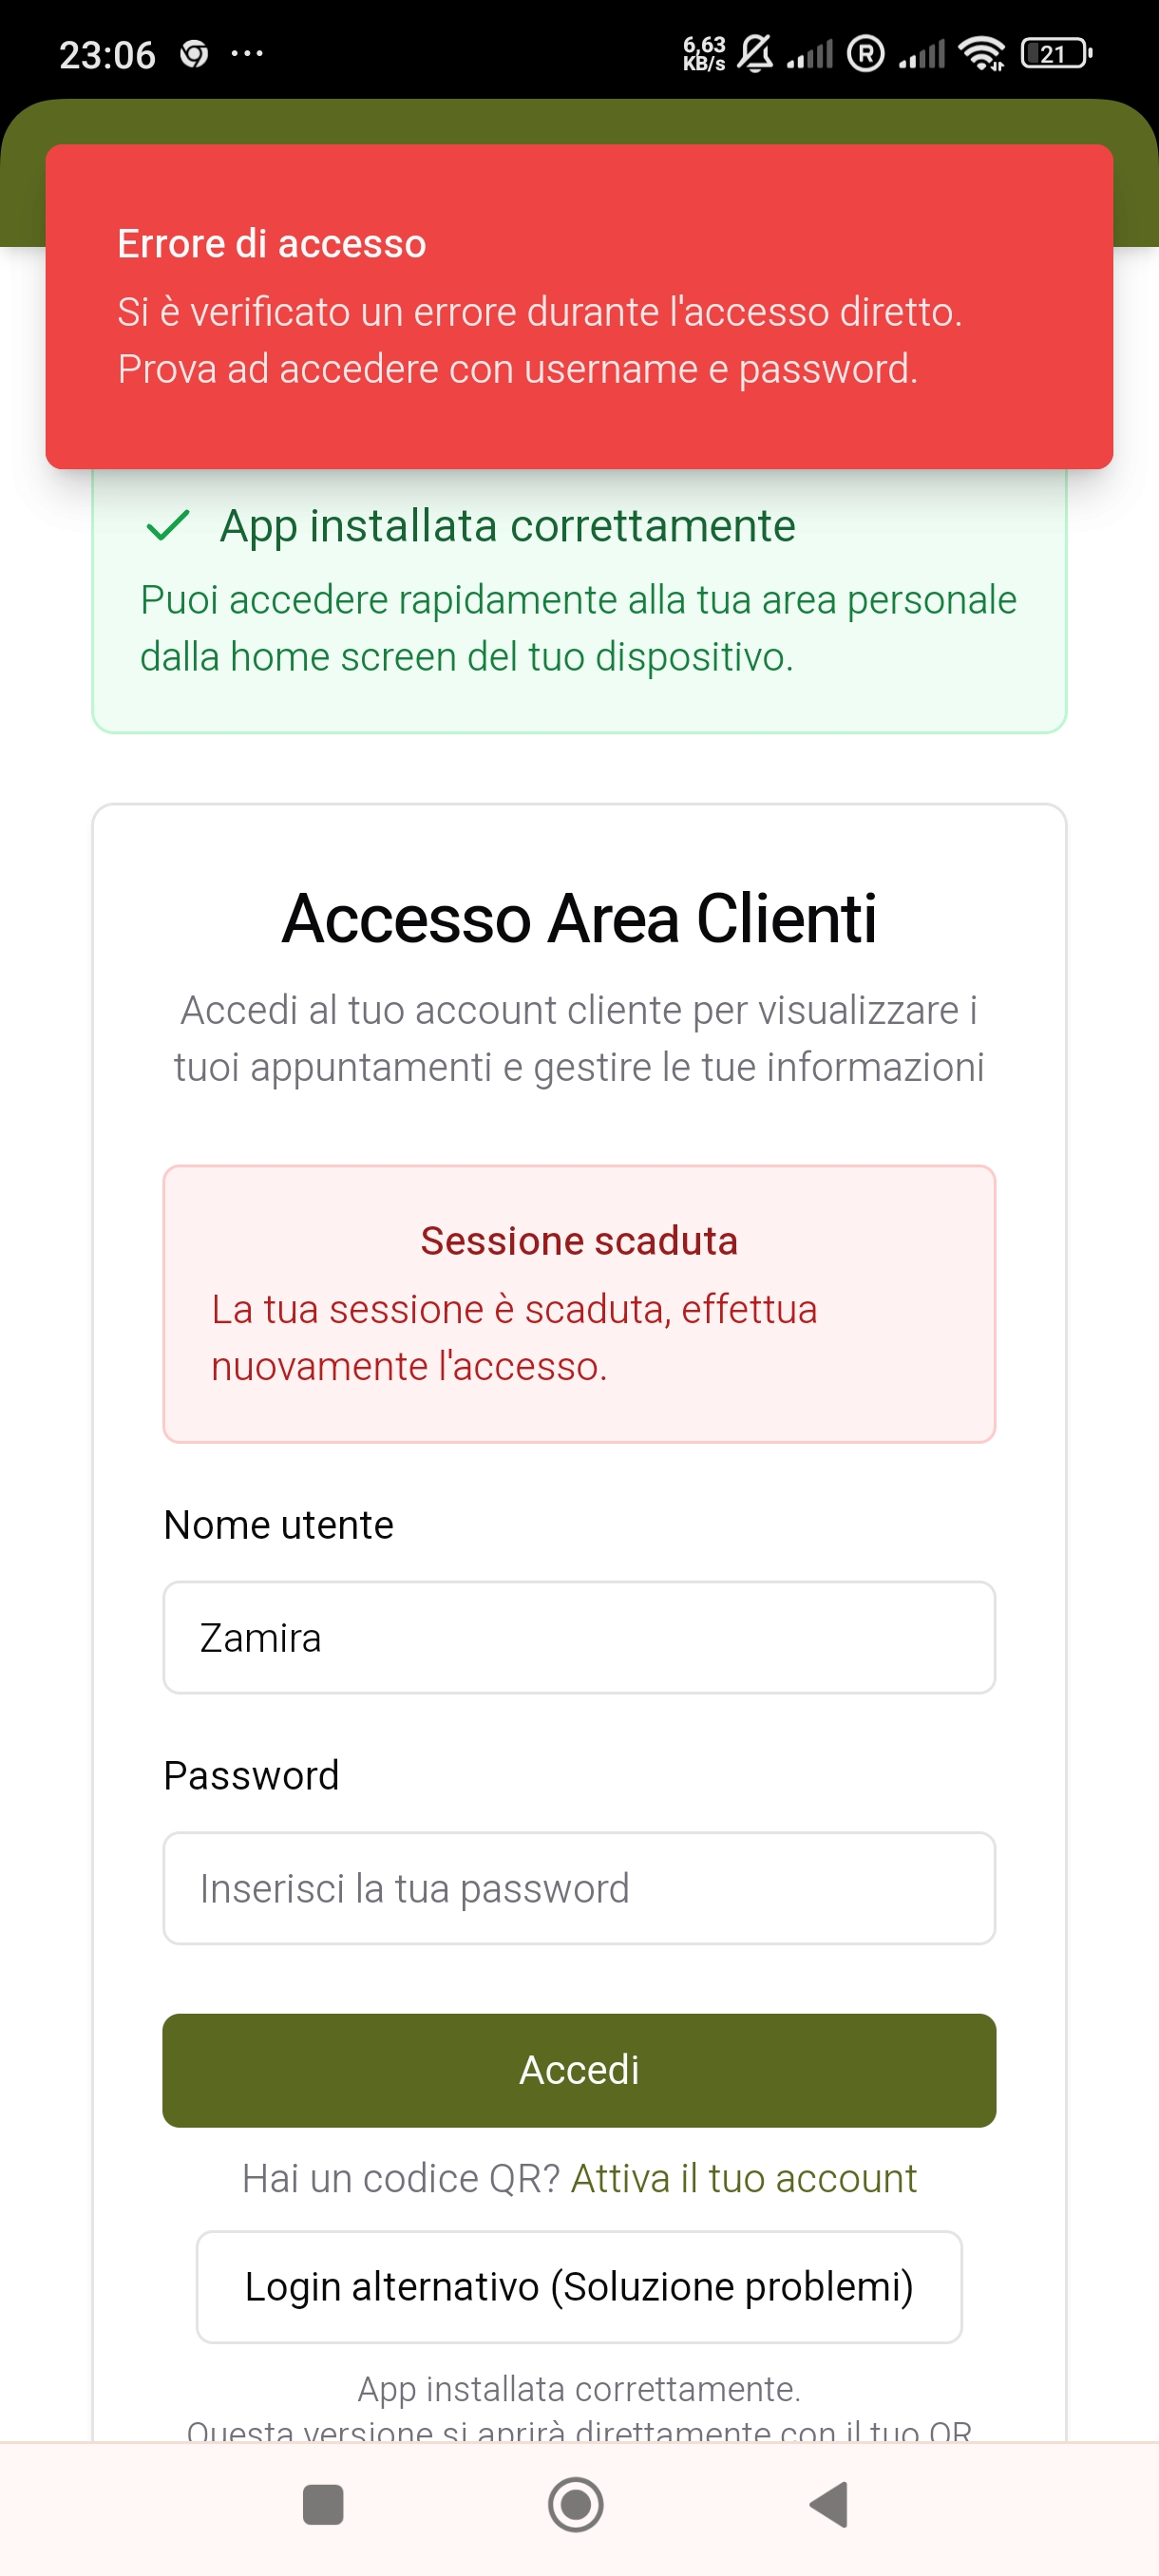 23:06 ...
6,63
KB/s
R
21
Errore di accesso
Si è verificato un errore durante l'accesso diretto.
Prova ad accedere con username e password.
App installata correttamente
Puoi accedere rapidamente alla tua area personale
dalla home screen del tuo dispositivo.
Accesso Area Clienti
Accedi al tuo account cliente per visualizzare i
tuoi appuntamenti e gestire le tue informazioni
Sessione scaduta
La tua sessione è scaduta, effettua
nuovamente l'accesso.
Nome utente
Zamira
Password
Inserisci la tua password
Accedi
Hai un codice QR? Attiva il tuo account
Login alternativo (Soluzione problemi)
App installata correttamente.
Questa versione si aprirà direttamente con il tuo QR